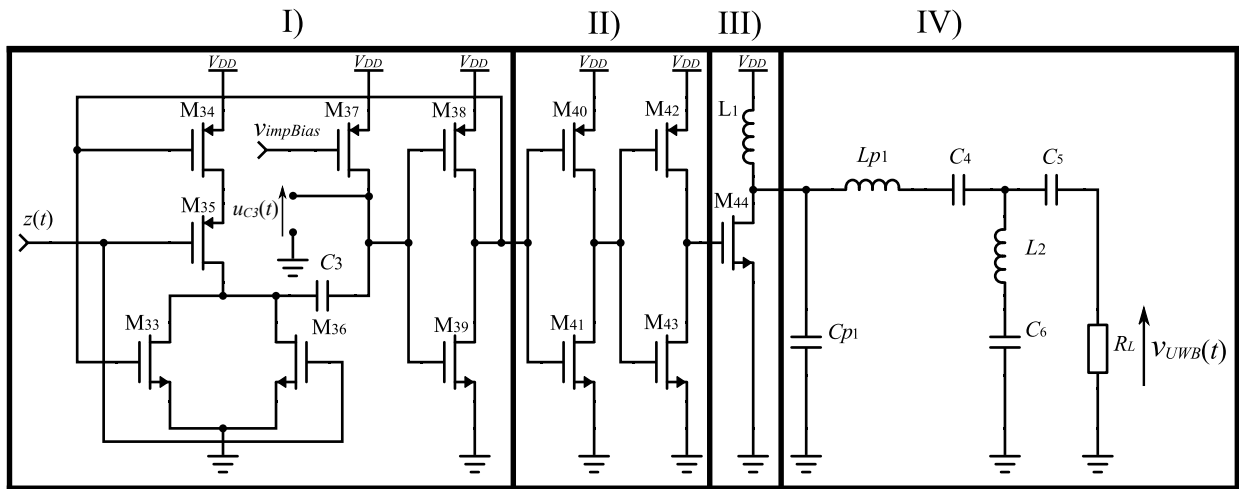 I) II) III) IV)
VDD VDD VDD VDD VDD VDD
M34 M37 M38 M40 M42 L1
vimpBias
Lp1 C4 C5
M35 uC3(t) M44
z(t)
C3 L2
M33 M36 M39 M41 M43
Cp1 C6 RL vUWB(t)